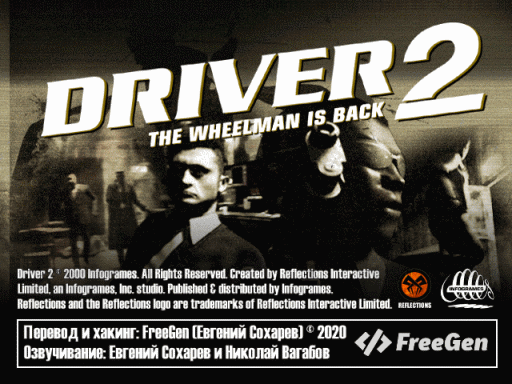 DRIVER 2
THE WHEELMAN IS BACK
Driver 2 © 2000 Infogrames. All Rights Reserved. Created by Reflections Interactive
Limited, an Infogrames, Inc. studio. Published & distributed by Infogrames.
Reflections and the Reflections logo are trademarks of Reflections Interactive Limited.
REFLECTIONS
INFOGRAMES
Перевод и хакинг: FreeGen (Евгений Сохарев) © 2020
Озвучивание: Евгений Сохарев и Николай Вагабов
</> FreeGen